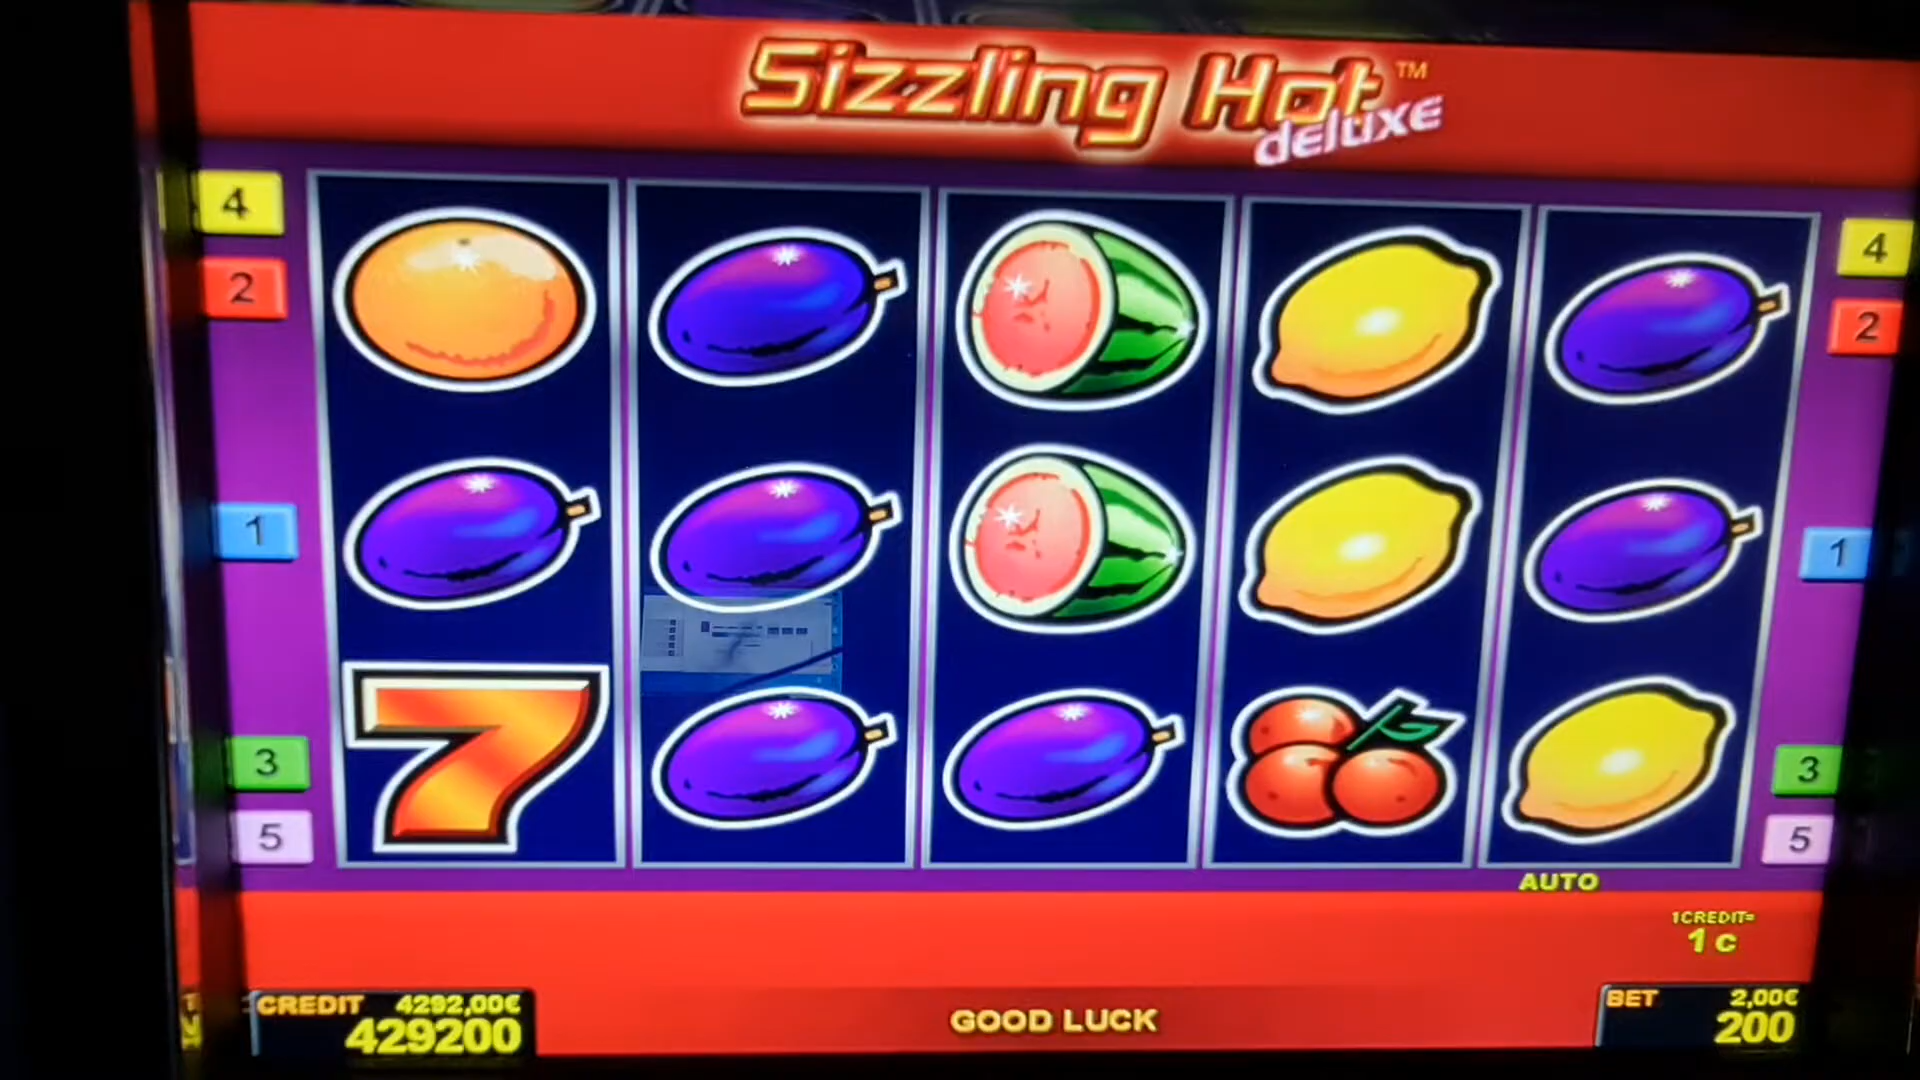 Sizzling Hot™
deluxe
4 4
2 2
1 1
3 3
5 5
AUTO
1CREDIT=
1 c
CREDIT 4292,00€
429200
GOOD LUCK
BET 2,00€
200